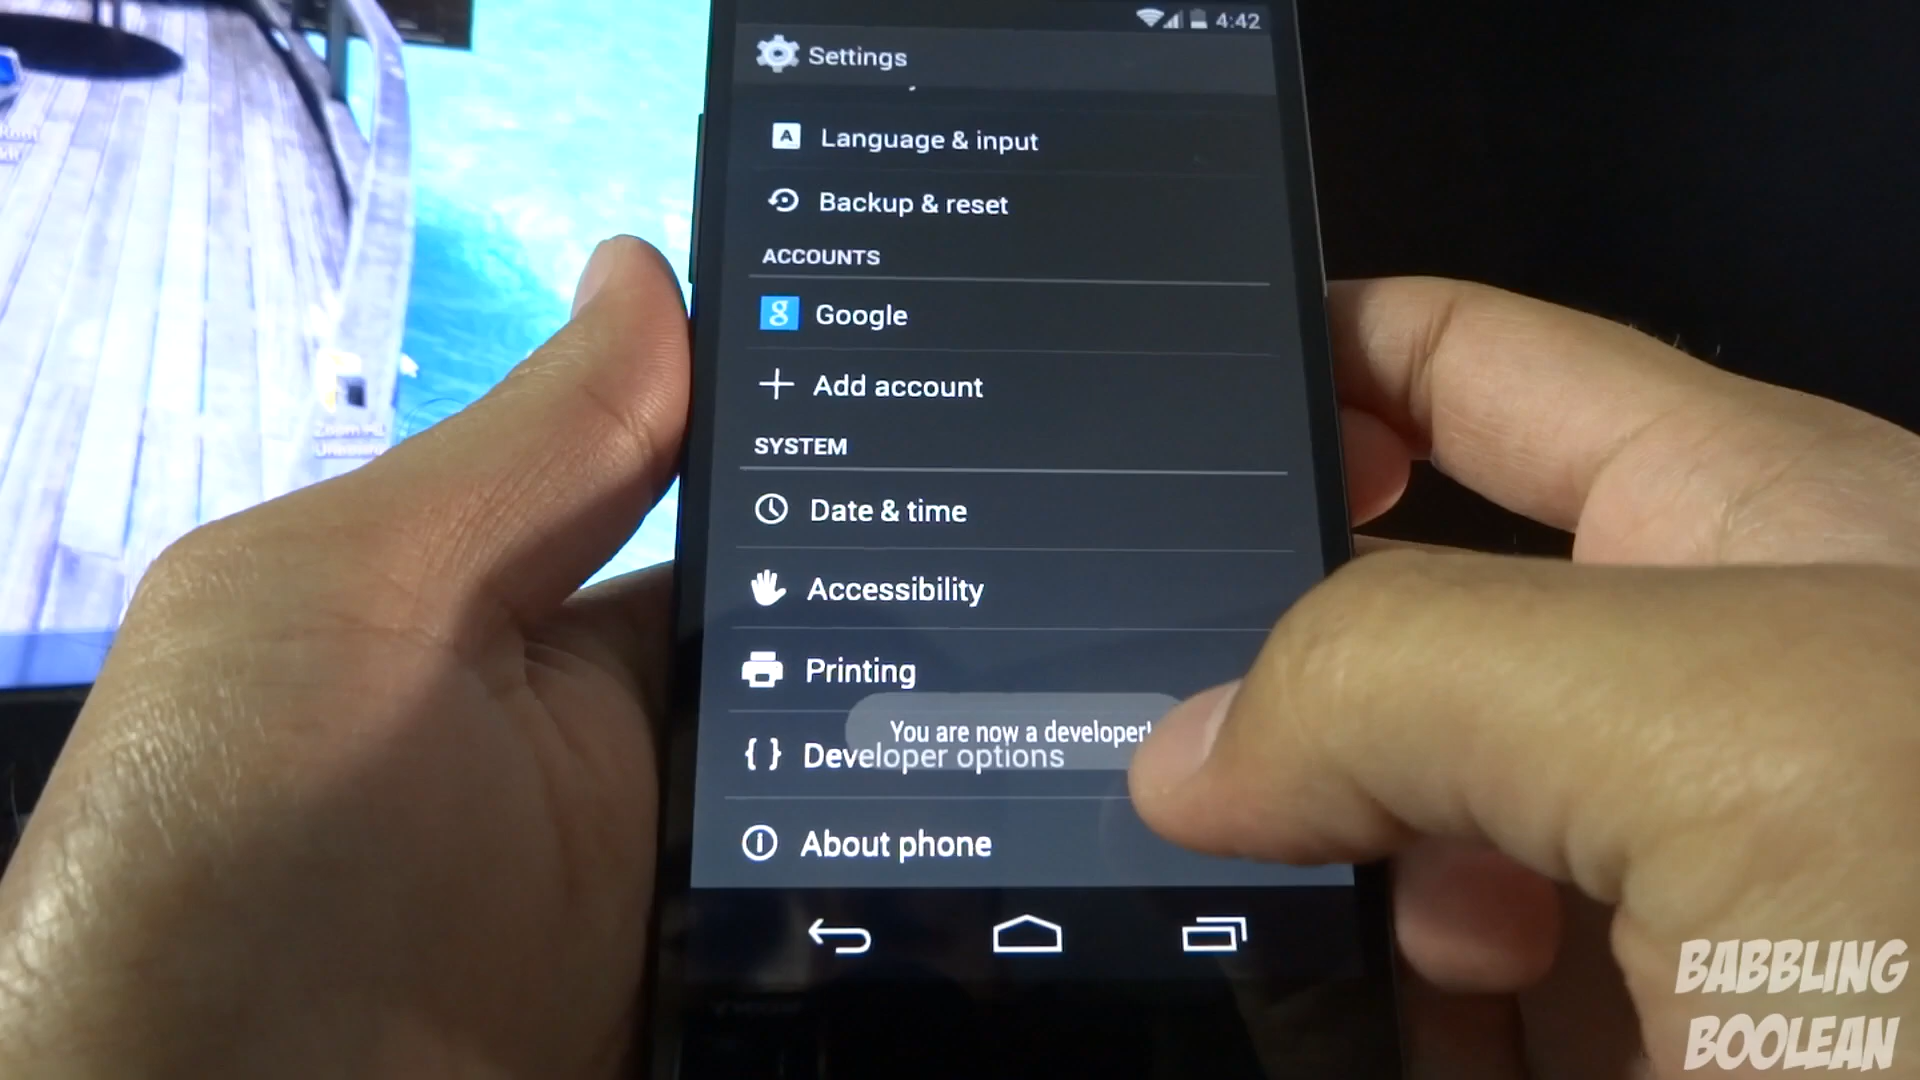 4:42
Settings
A Language & input
Backup & reset
ACCOUNTS
g Google
Add account
SYSTEM
Date & time
Accessibility
Printing
You are now a developer!
{ } Developer options
About phone
BABBLING
BOOLEAN